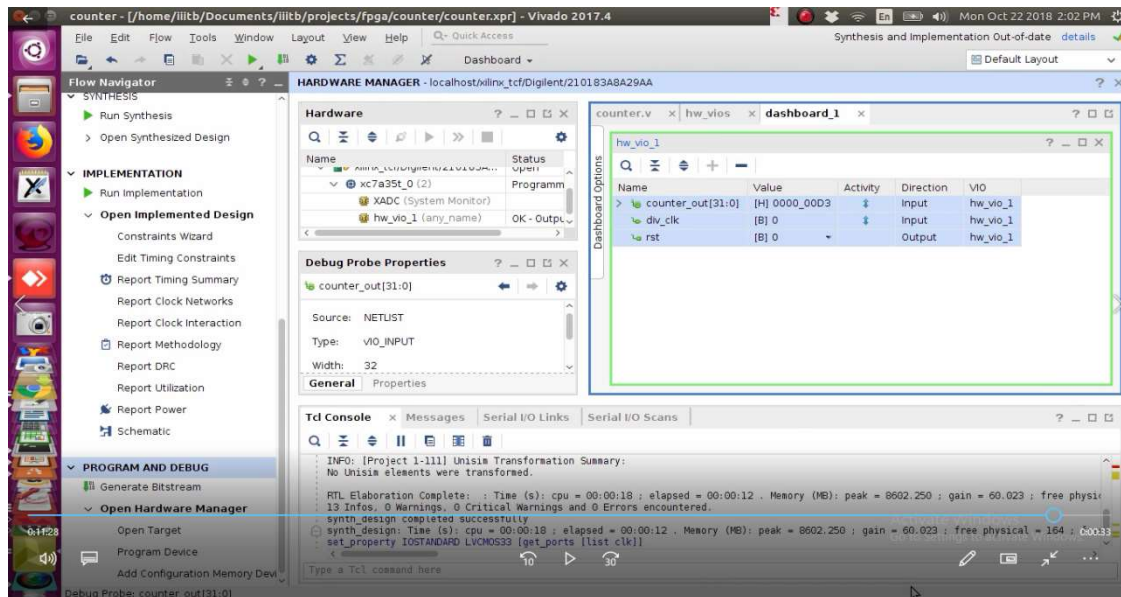 counter - [/home/iiitb/Documents/iiitb/projects/fpga/counter/counter.xpr] - Vivado 2017.4
En
Mon Oct 22 2018 2:02 PM
File Edit Flow Tools Window Layout View Help
Q- Quick Access
Synthesis and Implementation Out-of-date details
Dashboard
Default Layout
Flow Navigator
SYNTHESIS
Run Synthesis
Open Synthesized Design
IMPLEMENTATION
Run Implementation
Open Implemented Design
Constraints Wizard
Edit Timing Constraints
Report Timing Summary
Report Clock Networks
Report Clock Interaction
Report Methodology
Report DRC
Report Utilization
Report Power
Schematic
PROGRAM AND DEBUG
Generate Bitstream
Open Hardware Manager
Open Target
Program Device
Add Configuration Memory Devi
HARDWARE MANAGER - localhost/xilinx_tcf/Digilent/210183A8A29AA
Hardware
Name Status
Open
xc7a35t_0 (2) Programm
XADC (System Monitor)
hw_vio_1 (any_name) OK - Outpu
Debug Probe Properties
counter_out[31:0]
Source: NETLIST
Type: VIO_INPUT
Width: 32
General Properties
counter.v hw_vios dashboard_1
Dashboard Options
hw_vio_1
Name Value Activity Direction VIO
counter_out[31:0] [H] 0000_00D3 Input hw_vio_1
div_clk [B] 0 Input hw_vio_1
rst [B] 0 Output hw_vio_1
Tcl Console Messages Serial I/O Links Serial I/O Scans
INFO: [Project 1-111] Unisim Transformation Summary:
No Unisim elements were transformed.
RTL Elaboration Complete: : Time (s): cpu = 00:00:18 ; elapsed = 00:00:12 . Memory (MB): peak = 8602.250 ; gain = 60.023 ; free physic
13 Infos, 0 Warnings, 0 Critical Warnings and 0 Errors encountered.
synth_design completed successfully
synth_design: Time (s): cpu = 00:00:18 ; elapsed = 00:00:12 . Memory (MB): peak = 8602.250 ; gain = 60.023 ; free physical = 164 ;
set_property IOSTANDARD LVCMOS33 [get_ports [list clk]]
Type a Tcl command here
Activate Windows
Go to Settings to activate Windows.
0:11:28
0:00:33
10
30
Debug Probe: counter_out[31:0]